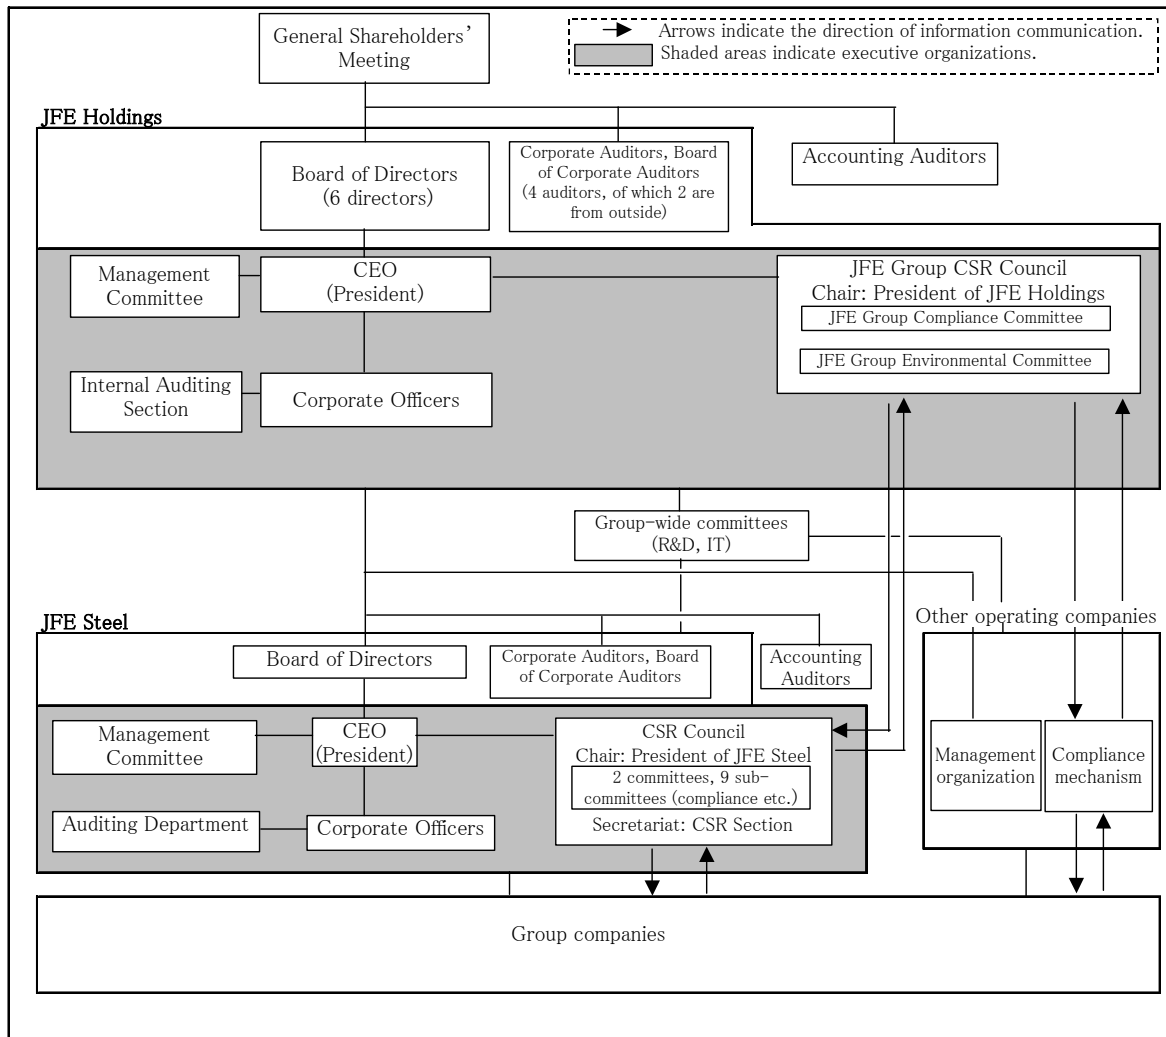 General Shareholders’
Meeting
Arrows indicate the direction of information communication.
Shaded areas indicate executive organizations.
JFE Holdings
Board of Directors
(6 directors)
Corporate Auditors, Board
of Corporate Auditors
(4 auditors, of which 2 are
from outside)
Accounting Auditors
Management
Committee
CEO
(President)
JFE Group CSR Council
Chair: President of JFE Holdings
JFE Group Compliance Committee
JFE Group Environmental Committee
Internal Auditing
Section
Corporate Officers
Group-wide committees
(R&D, IT)
JFE Steel
Other operating companies
Board of Directors
Corporate Auditors, Board
of Corporate Auditors
Accounting
Auditors
Management
Committee
CEO
(President)
CSR Council
Chair: President of JFE Steel
2 committees, 9 sub-
committees (compliance etc.)
Secretariat: CSR Section
Management
organization
Compliance
mechanism
Auditing Department
Corporate Officers
Group companies